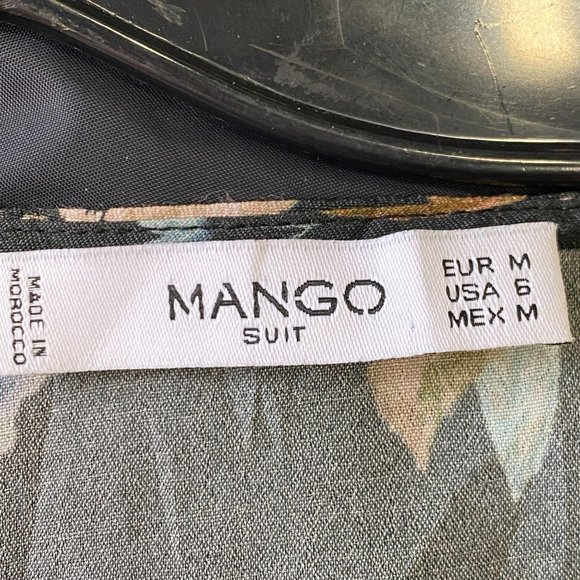 MADE IN
MOROCCO
MANGO
SUIT
EUR M
USA 6
MEX M